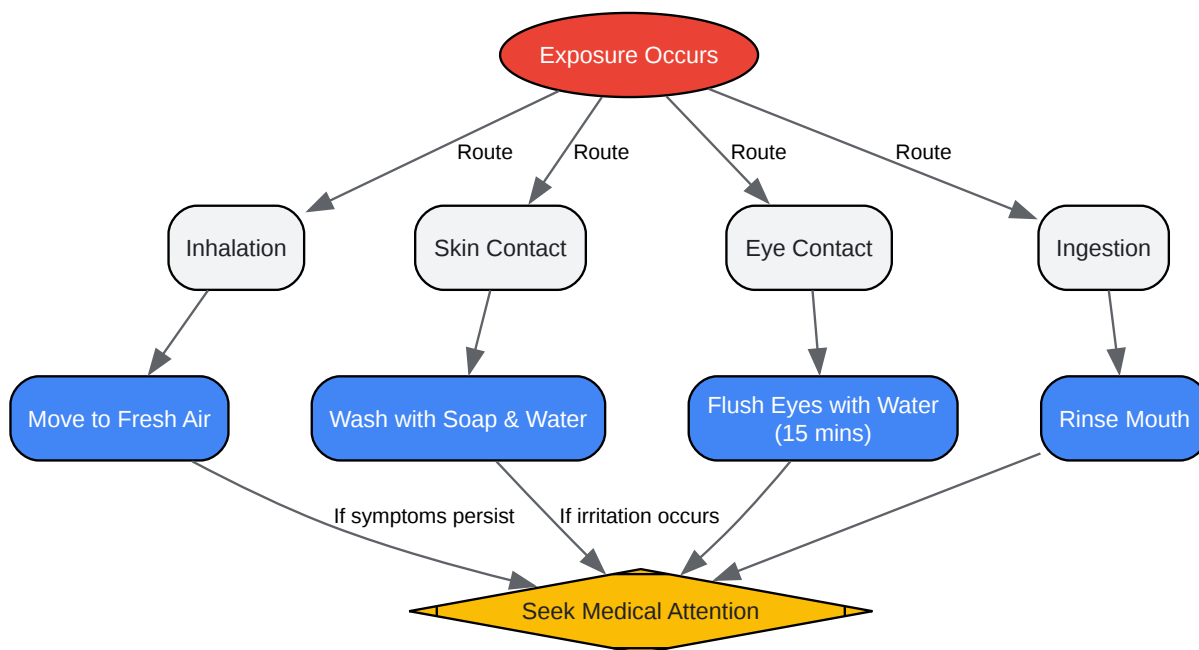 Exposure Occurs
Route
Route
Route
Route
Inhalation
Skin Contact
Eye Contact
Ingestion
Move to Fresh Air
Wash with Soap & Water
Flush Eyes with Water
(15 mins)
Rinse Mouth
If symptoms persist
If irritation occurs
Seek Medical Attention